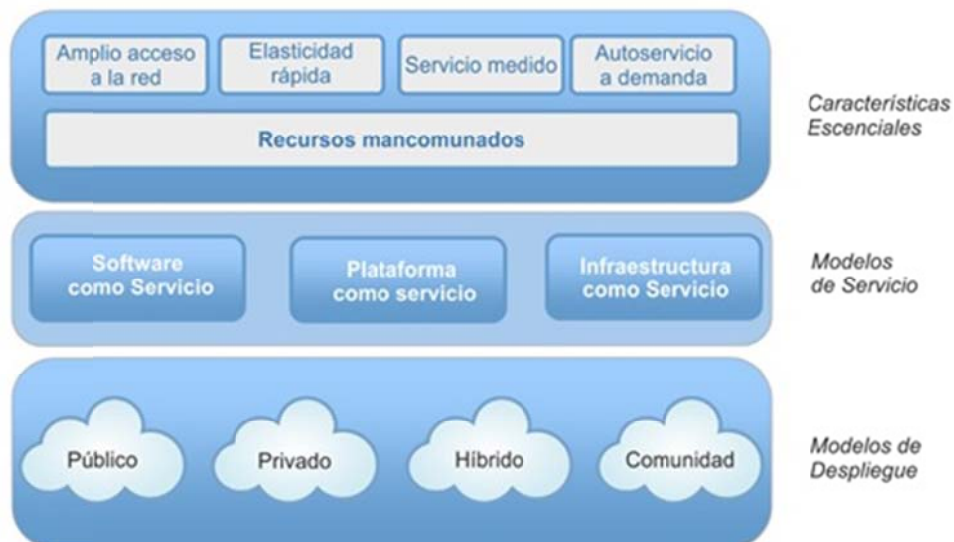 Amplio acceso
a la red
Elasticidad
rápida
Servicio medido
Autoservicio
a demanda
Recursos mancomunados
Características
Escenciales
Software
como Servicio
Plataforma
como servicio
Infraestructura
como Servicio
Modelos
de Servicio
Público
Privado
Híbrido
Comunidad
Modelos de
Despliegue